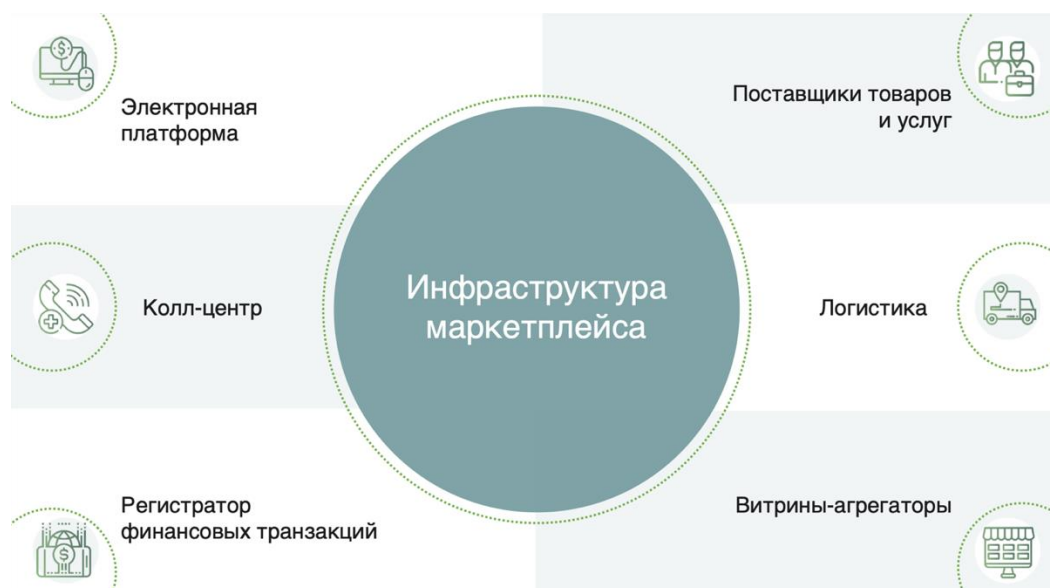 Электронная
платформа
Поставщики товаров
и услуг
Колл-центр
Инфраструктура
маркетплейса
Логистика
Регистратор
финансовых транзакций
Витрины-агрегаторы